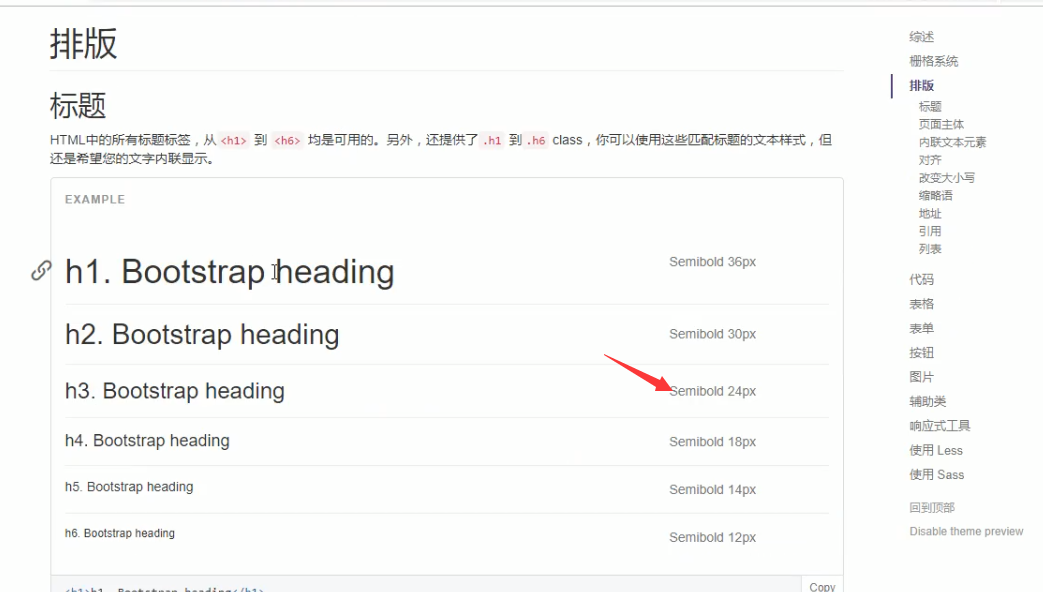 排版
标题
HTML中的所有标题标签，从 <h1> 到 <h6> 均是可用的。另外，还提供了 .h1 到 .h6 class，你可以使用这些匹配标题的文本样式，但
还是希望您的文字内联显示。
EXAMPLE
h1. Bootstrap heading
Semibold 36px
h2. Bootstrap heading
Semibold 30px
h3. Bootstrap heading
Semibold 24px
h4. Bootstrap heading
Semibold 18px
h5. Bootstrap heading
Semibold 14px
h6. Bootstrap heading
Semibold 12px
<h1>h1. Bootstrap heading</h1>
Copy
综述
栅格系统
排版
标题
页面主体
内联文本元素
对齐
改变大小写
缩略语
地址
引用
列表
代码
表格
表单
按钮
图片
辅助类
响应式工具
使用 Less
使用 Sass
回到顶部
Disable theme preview